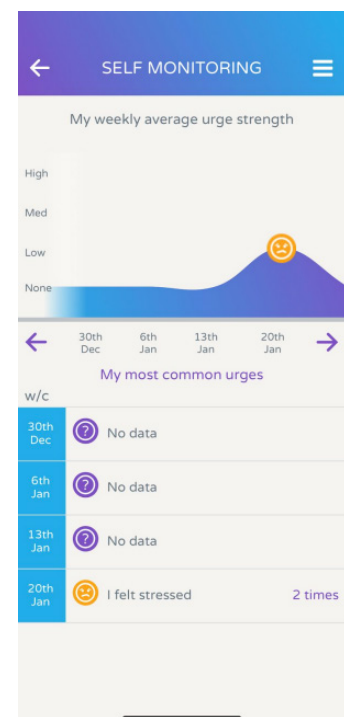 SELF MONITORING
My weekly average urge strength
High
Med
Low
None
30th Dec
6th Jan
13th Jan
20th Jan
My most common urges
w/c
30th Dec
No data
6th Jan
No data
13th Jan
No data
20th Jan
I felt stressed 2 times